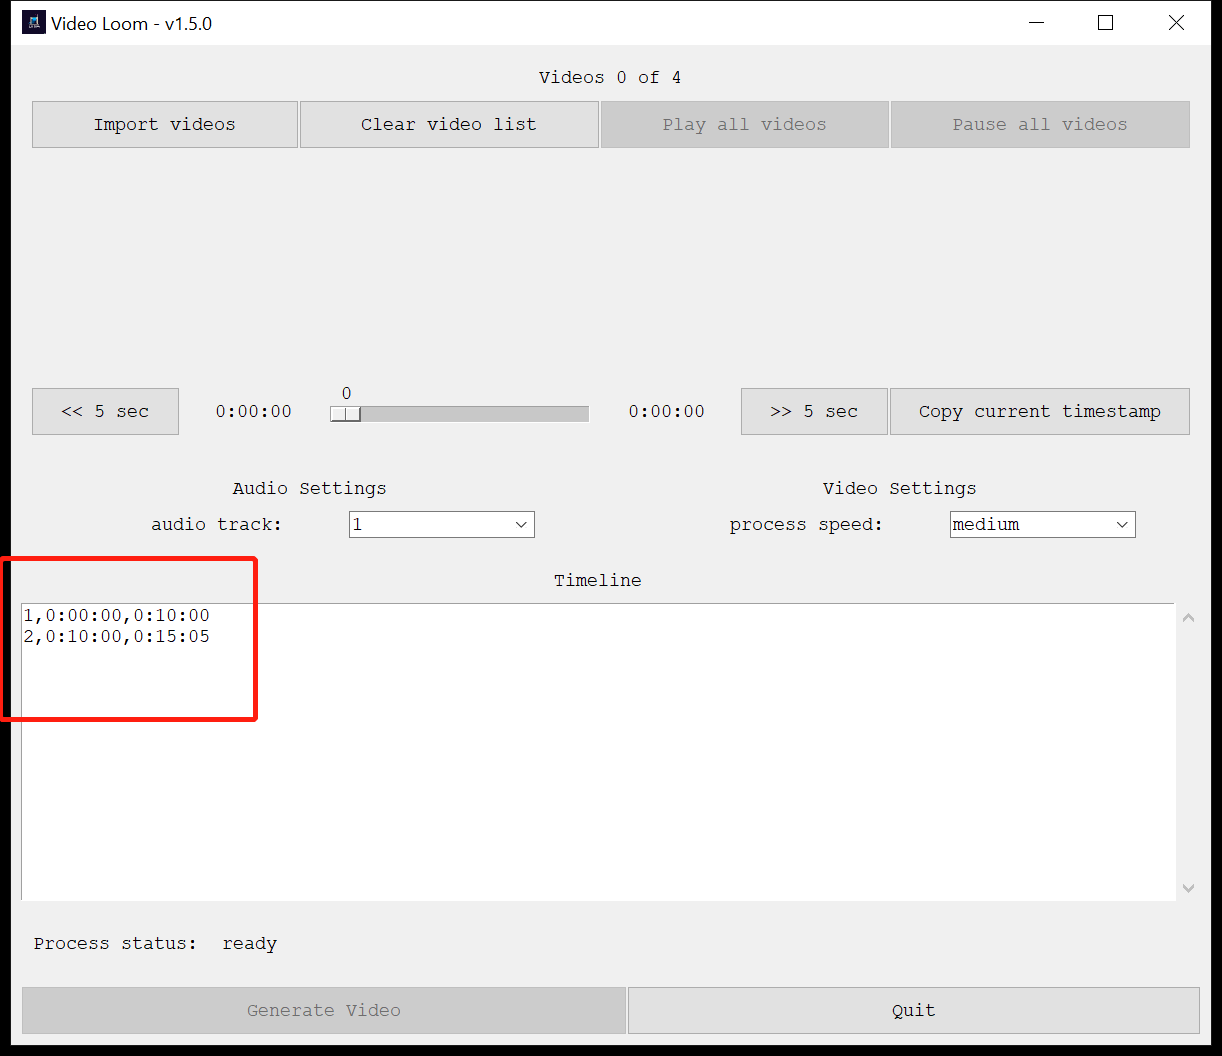 Video Loom - v1.5.0
Videos 0 of 4
Import videos
Clear video list
Play all videos
Pause all videos
0
<< 5 sec
0:00:00
0:00:00
>> 5 sec
Copy current timestamp
Audio Settings
Video Settings
audio track:
1
process speed:
medium
Timeline
1,0:00:00,0:10:00
2,0:10:00,0:15:05
Process status: ready
Generate Video
Quit